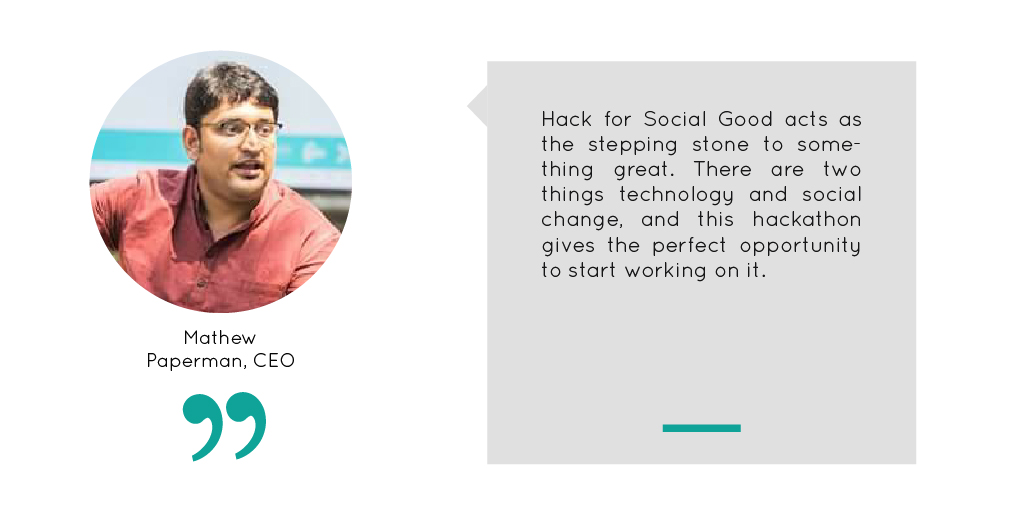 Mathew
Paperman, CEO
Hack for Social Good acts as
the stepping stone to some-
thing great. There are two
things technology and social
change, and this hackathon
gives the perfect opportunity
to start working on it.